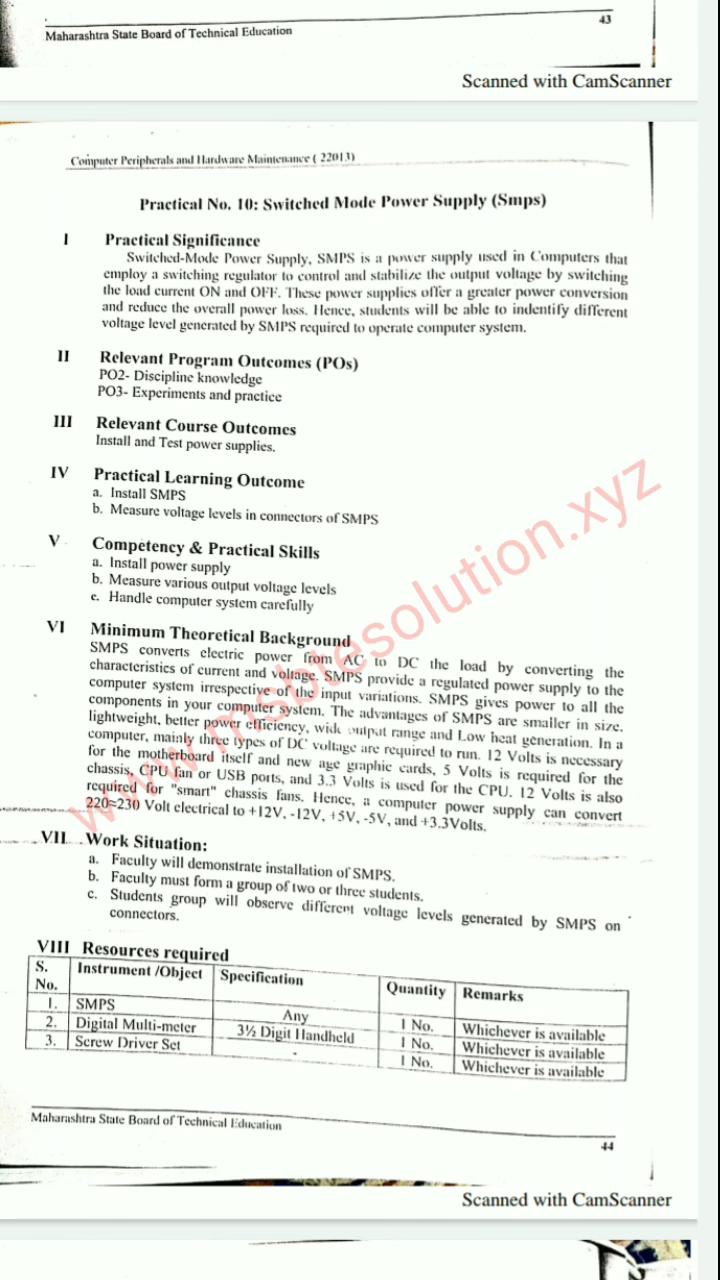 43
Maharashtra State Board of Technical Education
Scanned with CamScanner
Computer Peripherals and Hardware Maintenance ( 22013)
Practical No. 10: Switched Mode Power Supply (Smps)
I Practical Significance
Switched-Mode Power Supply, SMPS is a power supply used in Computers that
employ a switching regulator to control and stabilize the output voltage by switching
the load current ON and OFF. These power supplies offer a greater power conversion
and reduce the overall power loss. Hence, students will be able to indentify different
voltage level generated by SMPS required to operate computer system.
II Relevant Program Outcomes (POs)
PO2- Discipline knowledge
PO3- Experiments and practice
III Relevant Course Outcomes
Install and Test power supplies.
IV Practical Learning Outcome
a. Install SMPS
b. Measure voltage levels in connectors of SMPS
V Competency & Practical Skills
a. Install power supply
b. Measure various output voltage levels
c. Handle computer system carefully
VI Minimum Theoretical Background
SMPS converts electric power from AC to DC the load by converting the
characteristics of current and voltage. SMPS provide a regulated power supply to the
computer system irrespective of the input variations. SMPS gives power to all the
components in your computer system. The advantages of SMPS are smaller in size,
lightweight, better power efficiency, wide output range and Low heat generation. In a
computer, mainly three types of DC voltage are required to run. 12 Volts is necessary
for the motherboard itself and new age graphic cards, 5 Volts is required for the
chassis, CPU fan or USB ports, and 3.3 Volts is used for the CPU. 12 Volts is also
required for "smart" chassis fans. Hence, a computer power supply can convert
220≈230 Volt electrical to +12V, -12V, +5V, -5V, and +3.3Volts.
www.msbtesolution.xyz
VII Work Situation:
a. Faculty will demonstrate installation of SMPS.
b. Faculty must form a group of two or three students.
c. Students group will observe different voltage levels generated by SMPS on
connectors.
VIII Resources required
S. No. Instrument /Object Specification Quantity Remarks
1. SMPS Any 1 No. Whichever is available
2. Digital Multi-meter 3½ Digit Handheld 1 No. Whichever is available
3. Screw Driver Set - 1 No. Whichever is available
Maharashtra State Board of Technical Education
44
Scanned with CamScanner